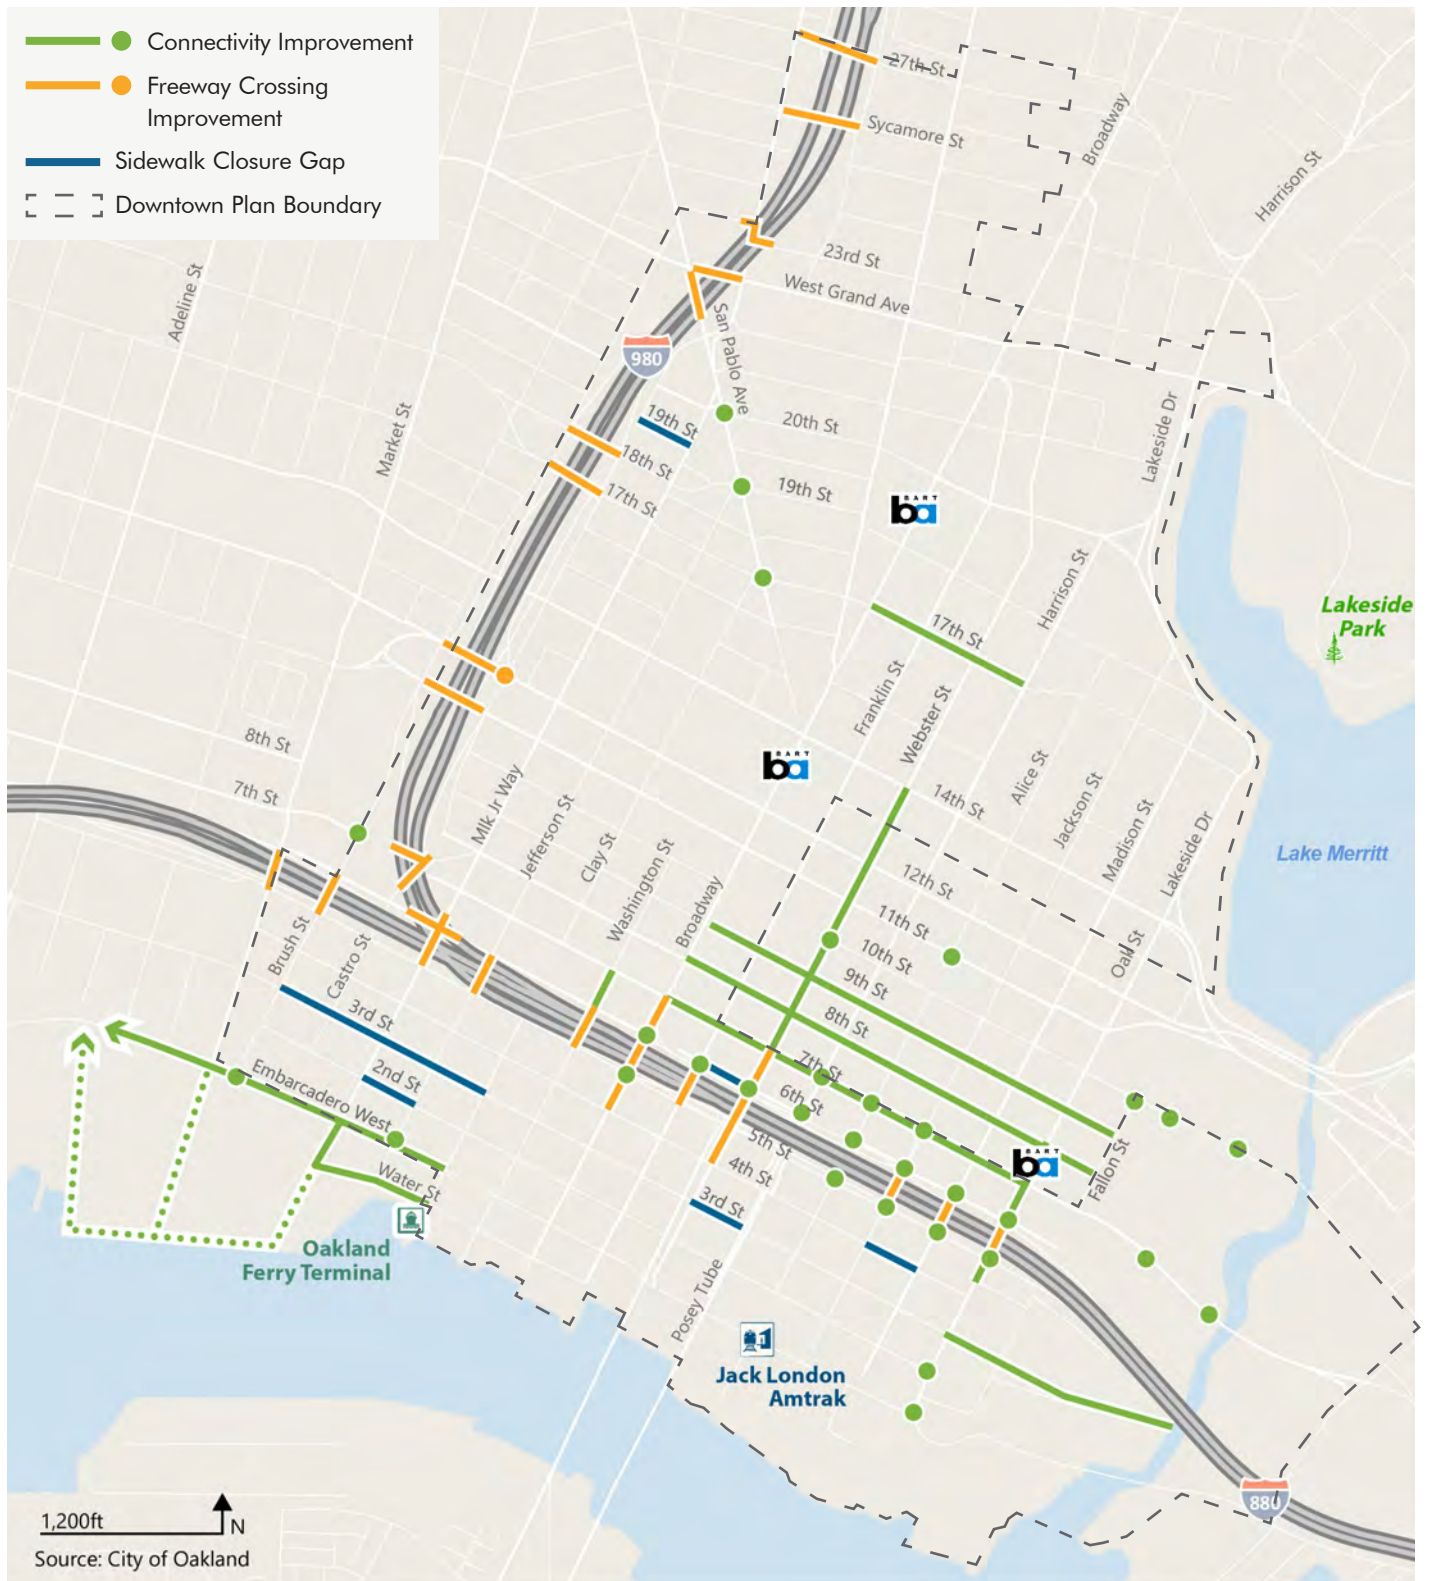 Connectivity Improvement
Freeway Crossing
Improvement
Sidewalk Closure Gap
Downtown Plan Boundary
27th St
Sycamore St
Broadway
Harrison St
23rd St
West Grand Ave
Adeline St
San Pablo Ave
980
Market St
19th St
20th St
Lakeside Dr
18th St
17th St
19th St
BART
ba
Harrison St
Lakeside
Park
17th St
Franklin St
Webster St
8th St
7th St
BART
ba
Mlk Jr Way
Jefferson St
Clay St
Washington St
Broadway
14th St
Alice St
Jackson St
Madison St
Lakeside Dr
Lake Merritt
12th St
11th St
10th St
9th St
8th St
Oak St
Brush St
Castro St
3rd St
2nd St
Embarcadero West
Water St
7th St
6th St
5th St
4th St
3rd St
BART
ba
Fallon St
Oakland
Ferry Terminal
Posey Tube
Jack London
Amtrak
880
1,200ft
N
Source: City of Oakland